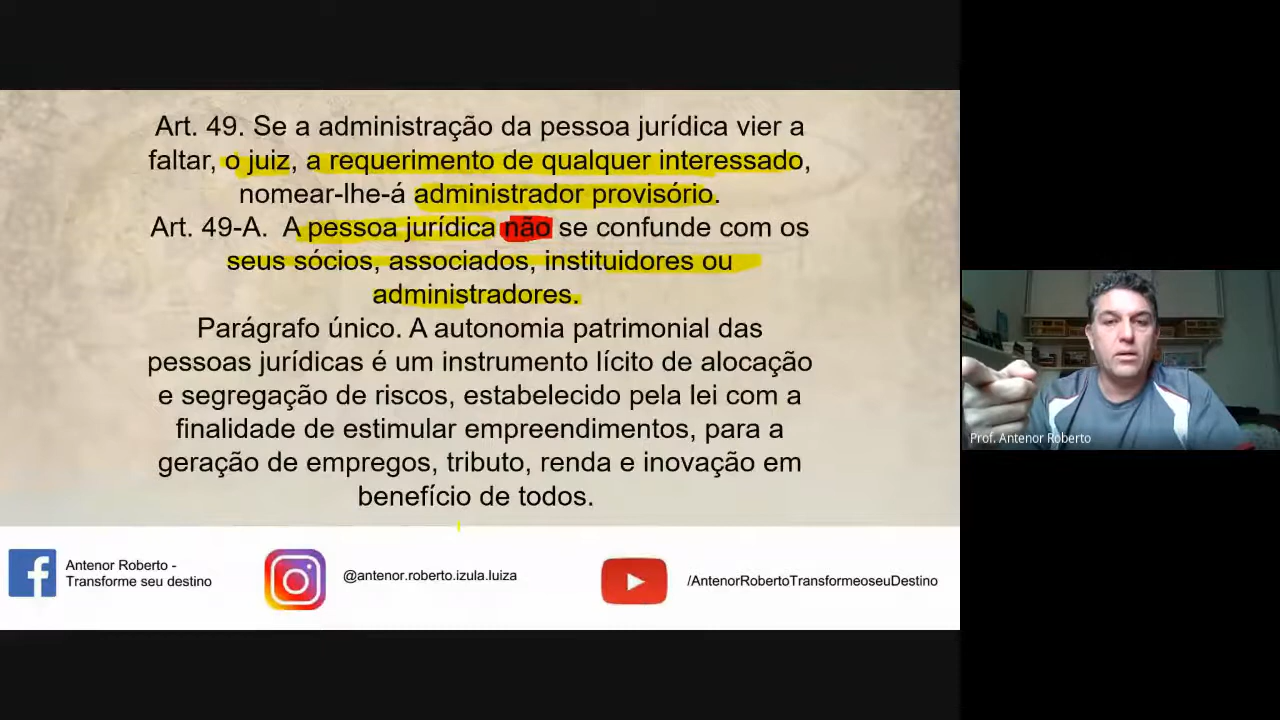 Art. 49. Se a administração da pessoa jurídica vier a
faltar, o juiz, a requerimento de qualquer interessado,
nomear-lhe-á administrador provisório.
Art. 49-A.  A pessoa jurídica não se confunde com os
seus sócios, associados, instituidores ou
administradores.
Parágrafo único. A autonomia patrimonial das
pessoas jurídicas é um instrumento lícito de alocação
e segregação de riscos, estabelecido pela lei com a
finalidade de estimular empreendimentos, para a
geração de empregos, tributo, renda e inovação em
benefício de todos.
Prof. Antenor Roberto
Antenor Roberto -
Transforme seu destino
@antenor.roberto.izula.luiza
/AntenorRobertoTransformeoseuDestino